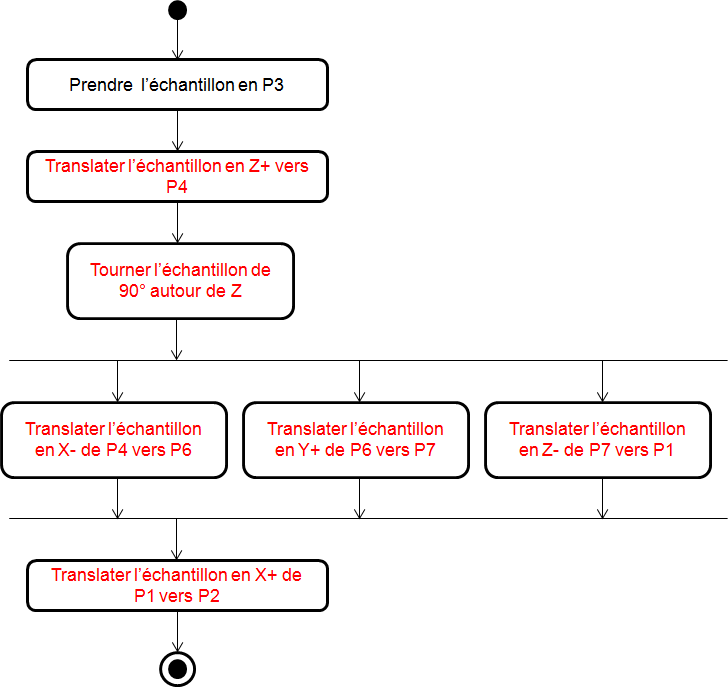 Prendre  l’échantillon en P3
Translater l’échantillon en Z+ vers
P4
Tourner l’échantillon de
90° autour de Z
Translater l’échantillon
en X- de P4 vers P6
Translater l’échantillon
en Y+ de P6 vers P7
Translater l’échantillon
en Z- de P7 vers P1
Translater l’échantillon en X+ de
P1 vers P2